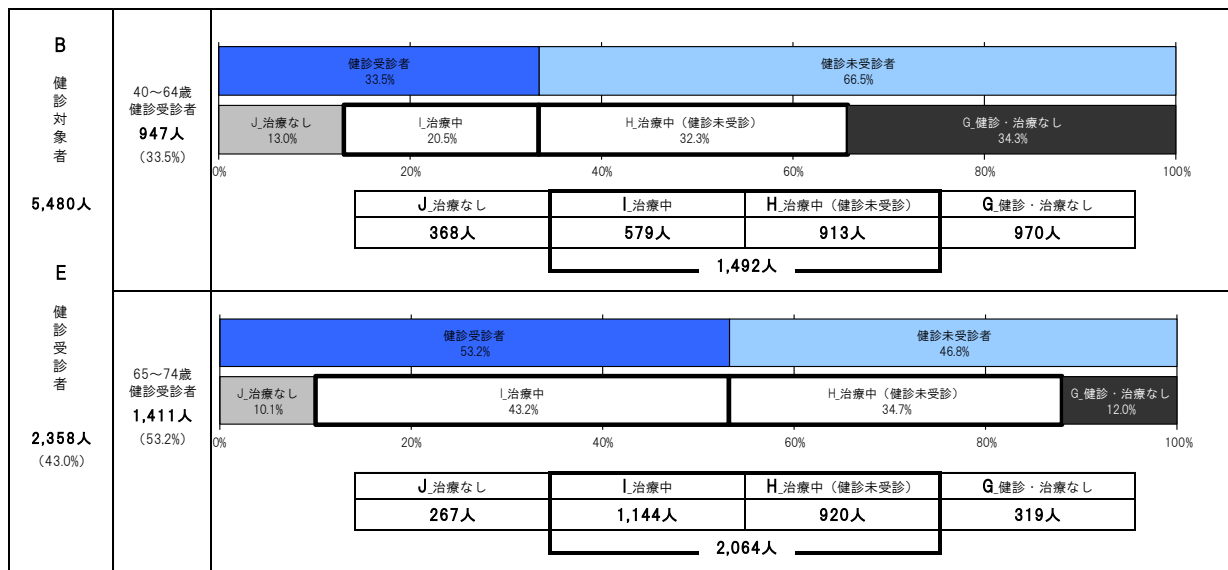 B
健診対象者
5,480人
E
健診受診者
2,358人
(43.0%)
40～64歳
健診受診者
947人
(33.5%)
健診受診者
33.5%
健診未受診者
66.5%
J_治療なし
13.0%
I_治療中
20.5%
H_治療中（健診未受診）
32.3%
G_健診・治療なし
34.3%
0% 20% 40% 60% 80% 100%
J_治療なし I_治療中 H_治療中（健診未受診） G_健診・治療なし
368人 579人 913人 970人
1,492人
65～74歳
健診受診者
1,411人
(53.2%)
健診受診者
53.2%
健診未受診者
46.8%
J_治療なし
10.1%
I_治療中
43.2%
H_治療中（健診未受診）
34.7%
G_健診・治療なし
12.0%
0% 20% 40% 60% 80% 100%
J_治療なし I_治療中 H_治療中（健診未受診） G_健診・治療なし
267人 1,144人 920人 319人
2,064人